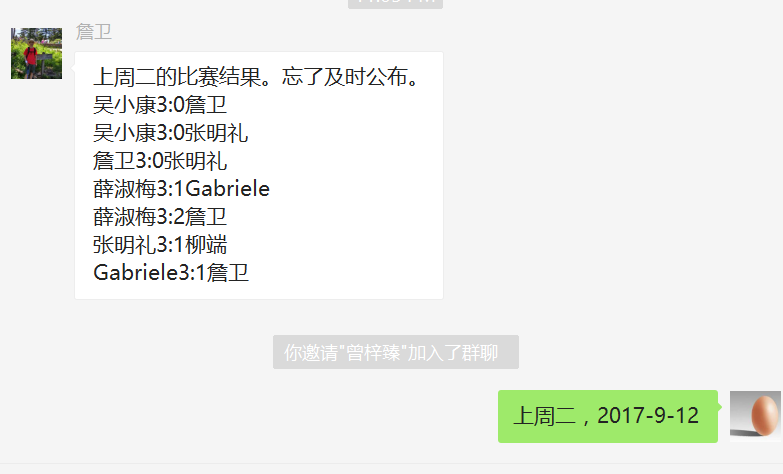 詹卫
上周二的比赛结果。忘了及时公布。
吴小康3:0詹卫
吴小康3:0张明礼
詹卫3:0张明礼
薛淑梅3:1Gabriele
薛淑梅3:2詹卫
张明礼3:1柳端
Gabriele3:1詹卫
你邀请"曾梓臻"加入了群聊
上周二，2017-9-12